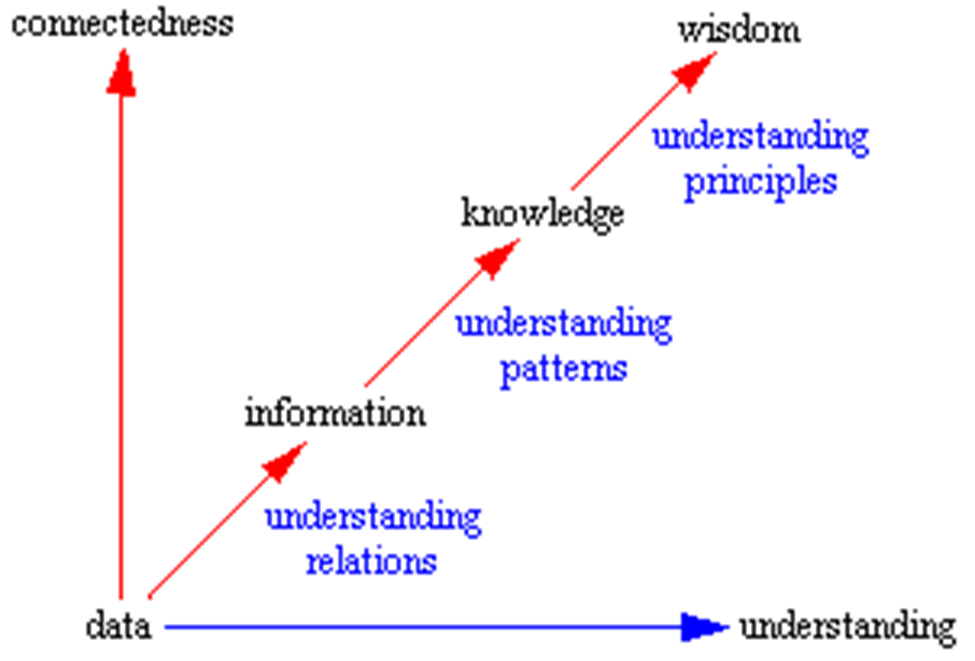 connectedness
wisdom
understanding
principles
knowledge
understanding
patterns
information
understanding
relations
data
understanding